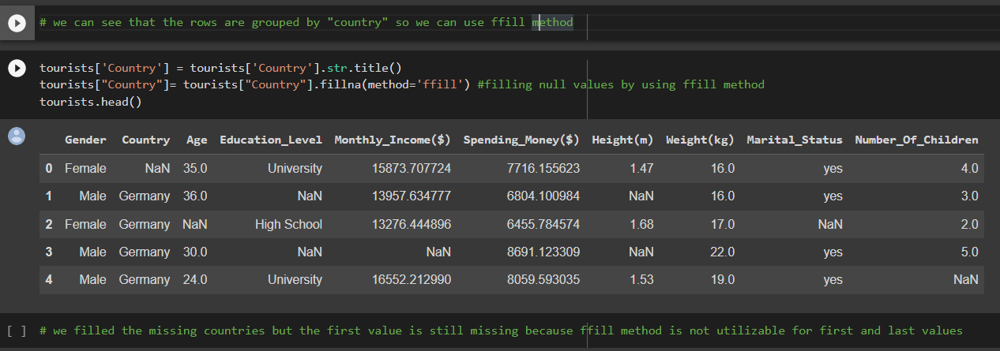 # we can see that the rows are grouped by "country" so we can use ffill method
tourists['Country'] = tourists['Country'].str.title()
tourists["Country"]= tourists["Country"].fillna(method='ffill') #filling null values by using ffill method
tourists.head()
Gender Country Age Education_Level Monthly_Income($) Spending_Money($) Height(m) Weight(kg) Marital_Status Number_Of_Children
0 Female NaN 35.0 University 15873.707724 7716.155623 1.47 16.0 yes 4.0
1 Male Germany 36.0 NaN 13957.634777 6804.100984 NaN 16.0 yes 3.0
2 Female Germany NaN High School 13276.444896 6455.784574 1.68 17.0 NaN 2.0
3 Male Germany 30.0 NaN NaN 8691.123309 NaN 22.0 yes 5.0
4 Male Germany 24.0 University 16552.212990 8059.593035 1.53 19.0 yes NaN
[ ] # we filled the missing countries but the first value is still missing because ffill method is not utilizable for first and last values